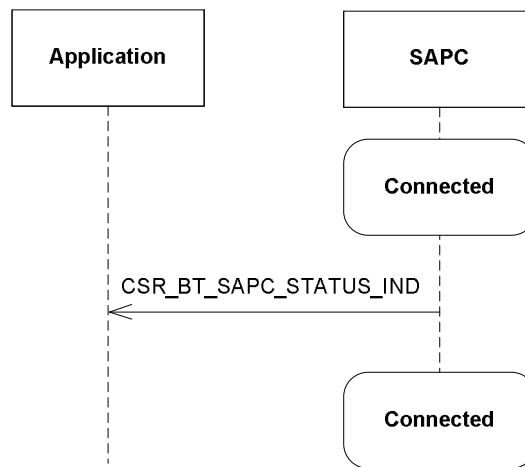 Application
SAPC
Connected
CSR_BT_SAPC_STATUS_IND
Connected